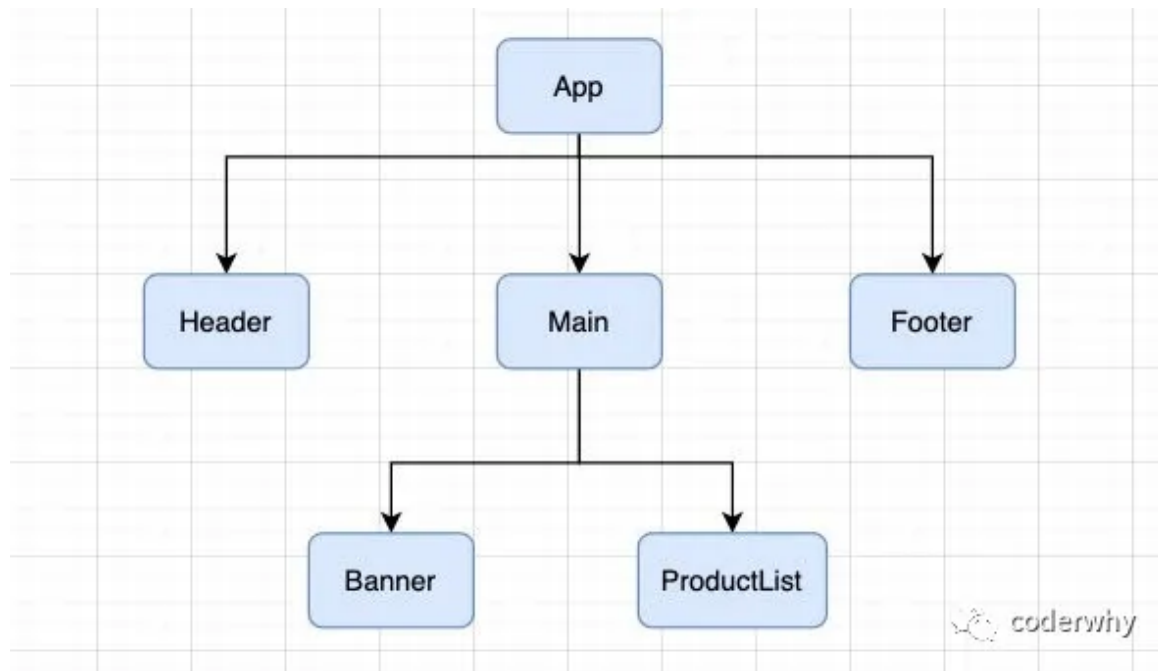 App
Header
Main
Footer
Banner
ProductList
coderwhy